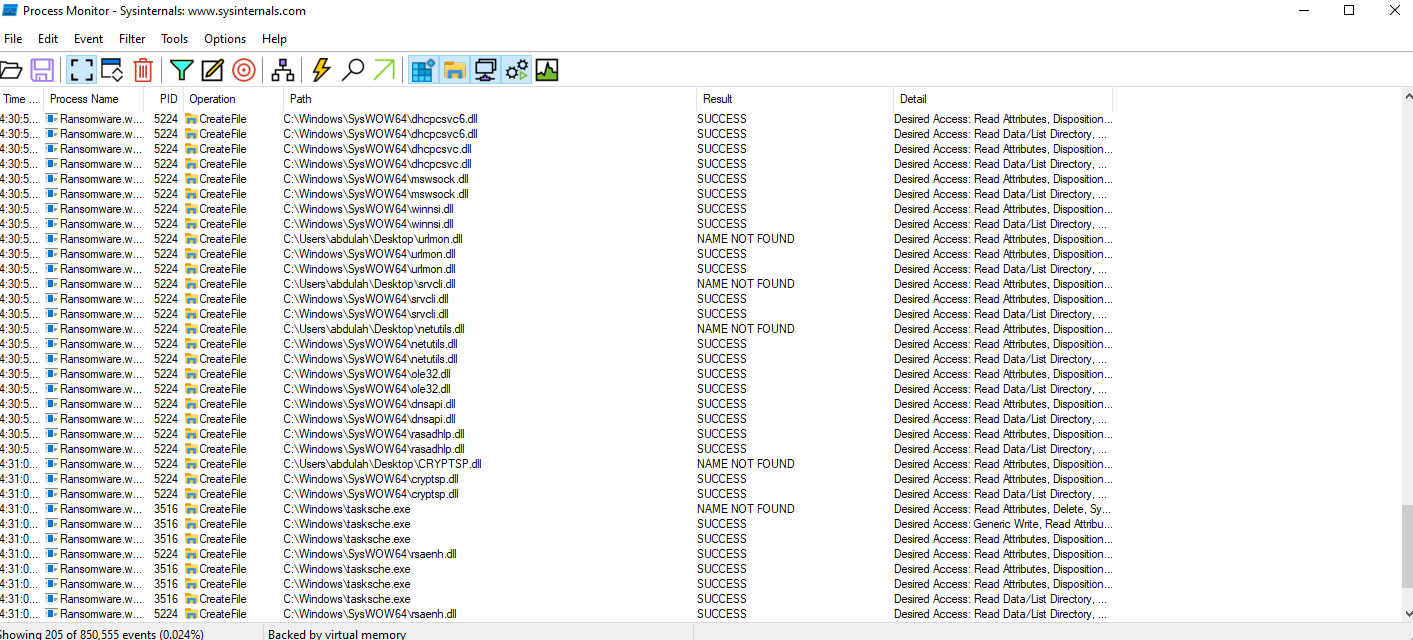 Process Monitor - Sysinternals: www.sysinternals.com
File Edit Event Filter Tools Options Help
Time ... Process Name PID Operation Path Result Detail
4:30:5... Ransomware.w... 5224 CreateFile C:\Windows\SysWOW64\dhcpcsvc6.dll SUCCESS Desired Access: Read Attributes, Disposition...
4:30:5... Ransomware.w... 5224 CreateFile C:\Windows\SysWOW64\dhcpcsvc6.dll SUCCESS Desired Access: Read Data/List Directory, ...
4:30:5... Ransomware.w... 5224 CreateFile C:\Windows\SysWOW64\dhcpcsvc.dll SUCCESS Desired Access: Read Attributes, Disposition...
4:30:5... Ransomware.w... 5224 CreateFile C:\Windows\SysWOW64\dhcpcsvc.dll SUCCESS Desired Access: Read Data/List Directory, ...
4:30:5... Ransomware.w... 5224 CreateFile C:\Windows\SysWOW64\mswsock.dll SUCCESS Desired Access: Read Attributes, Disposition...
4:30:5... Ransomware.w... 5224 CreateFile C:\Windows\SysWOW64\mswsock.dll SUCCESS Desired Access: Read Data/List Directory, ...
4:30:5... Ransomware.w... 5224 CreateFile C:\Windows\SysWOW64\winnsi.dll SUCCESS Desired Access: Read Attributes, Disposition...
4:30:5... Ransomware.w... 5224 CreateFile C:\Windows\SysWOW64\winnsi.dll SUCCESS Desired Access: Read Data/List Directory, ...
4:30:5... Ransomware.w... 5224 CreateFile C:\Users\abdulah\Desktop\urlmon.dll NAME NOT FOUND Desired Access: Read Attributes, Disposition...
4:30:5... Ransomware.w... 5224 CreateFile C:\Windows\SysWOW64\urlmon.dll SUCCESS Desired Access: Read Attributes, Disposition...
4:30:5... Ransomware.w... 5224 CreateFile C:\Windows\SysWOW64\urlmon.dll SUCCESS Desired Access: Read Data/List Directory, ...
4:30:5... Ransomware.w... 5224 CreateFile C:\Users\abdulah\Desktop\srvcli.dll NAME NOT FOUND Desired Access: Read Attributes, Disposition...
4:30:5... Ransomware.w... 5224 CreateFile C:\Windows\SysWOW64\srvcli.dll SUCCESS Desired Access: Read Attributes, Disposition...
4:30:5... Ransomware.w... 5224 CreateFile C:\Windows\SysWOW64\srvcli.dll SUCCESS Desired Access: Read Data/List Directory, ...
4:30:5... Ransomware.w... 5224 CreateFile C:\Users\abdulah\Desktop\netutils.dll NAME NOT FOUND Desired Access: Read Attributes, Disposition...
4:30:5... Ransomware.w... 5224 CreateFile C:\Windows\SysWOW64\netutils.dll SUCCESS Desired Access: Read Attributes, Disposition...
4:30:5... Ransomware.w... 5224 CreateFile C:\Windows\SysWOW64\netutils.dll SUCCESS Desired Access: Read Data/List Directory, ...
4:30:5... Ransomware.w... 5224 CreateFile C:\Windows\SysWOW64\ole32.dll SUCCESS Desired Access: Read Attributes, Disposition...
4:30:5... Ransomware.w... 5224 CreateFile C:\Windows\SysWOW64\ole32.dll SUCCESS Desired Access: Read Data/List Directory, ...
4:30:5... Ransomware.w... 5224 CreateFile C:\Windows\SysWOW64\dnsapi.dll SUCCESS Desired Access: Read Attributes, Disposition...
4:30:5... Ransomware.w... 5224 CreateFile C:\Windows\SysWOW64\dnsapi.dll SUCCESS Desired Access: Read Data/List Directory, ...
4:30:5... Ransomware.w... 5224 CreateFile C:\Windows\SysWOW64\rasadhlp.dll SUCCESS Desired Access: Read Attributes, Disposition...
4:30:5... Ransomware.w... 5224 CreateFile C:\Windows\SysWOW64\rasadhlp.dll SUCCESS Desired Access: Read Data/List Directory, ...
4:31:0... Ransomware.w... 5224 CreateFile C:\Users\abdulah\Desktop\CRYPTSP.dll NAME NOT FOUND Desired Access: Read Attributes, Disposition...
4:31:0... Ransomware.w... 5224 CreateFile C:\Windows\SysWOW64\cryptsp.dll SUCCESS Desired Access: Read Attributes, Disposition...
4:31:0... Ransomware.w... 5224 CreateFile C:\Windows\SysWOW64\cryptsp.dll SUCCESS Desired Access: Read Data/List Directory, ...
4:31:0... Ransomware.w... 3516 CreateFile C:\Windows\tasksche.exe NAME NOT FOUND Desired Access: Read Attributes, Delete, Sy...
4:31:0... Ransomware.w... 3516 CreateFile C:\Windows\tasksche.exe SUCCESS Desired Access: Generic Write, Read Attribu...
4:31:0... Ransomware.w... 3516 CreateFile C:\Windows\tasksche.exe SUCCESS Desired Access: Read Attributes, Disposition...
4:31:0... Ransomware.w... 5224 CreateFile C:\Windows\SysWOW64\rsaenh.dll SUCCESS Desired Access: Read Attributes, Disposition...
4:31:0... Ransomware.w... 3516 CreateFile C:\Windows\tasksche.exe SUCCESS Desired Access: Read Attributes, Disposition...
4:31:0... Ransomware.w... 3516 CreateFile C:\Windows\tasksche.exe SUCCESS Desired Access: Read Attributes, Disposition...
4:31:0... Ransomware.w... 3516 CreateFile C:\Windows\tasksche.exe SUCCESS Desired Access: Read Data/List Directory, ...
4:31:0... Ransomware.w... 5224 CreateFile C:\Windows\SysWOW64\rsaenh.dll SUCCESS Desired Access: Read Data/List Directory, ...
Showing 205 of 850,555 events (0.024%) Backed by virtual memory